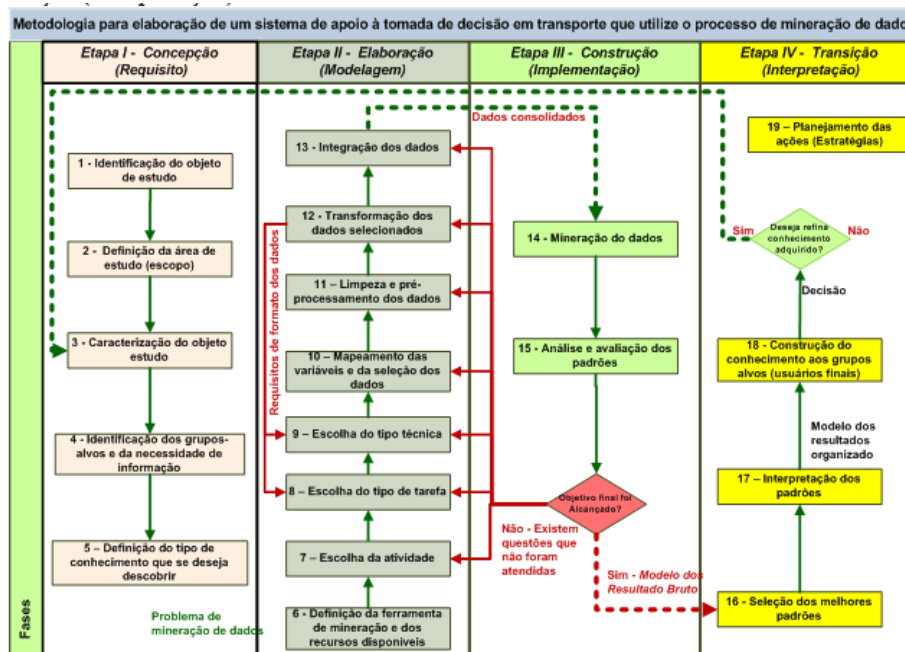 Metodologia para elaboração de um sistema de apoio à tomada de decisão em transporte que utilize o processo de mineração de dado
Etapa I - Concepção
(Requisito)
Etapa II - Elaboração
(Modelagem)
Etapa III - Construção
(Implementação)
Etapa IV - Transição
(Interpretação)
1 - Identificação do objeto
de estudo
2 - Definição da área de
estudo (escopo)
3 - Caracterização do objeto
estudo
4 - Identificação dos grupos-
alvos e da necessidade de
informação
5 – Definição do tipo de
conhecimento que se deseja
descobrir
Problema de
mineração de dados
13 - Integração dos dados
12 - Transformação dos
dados selecionados
11 – Limpeza e pré-
processamento dos dados
10 – Mapeamento das
variáveis e da seleção dos
dados
9 – Escolha do tipo técnica
8 – Escolha do tipo de tarefa
7 – Escolha da atividade
6 - Definição da ferramenta
de mineração e dos
recursos disponíveis
Requisitos de formato dos dados
Dados consolidados
14 - Mineração do dados
15 - Análise e avaliação dos
padrões
Objetivo final foi
Alcançado?
Não - Existem
questões que
não foram
atendidas
Sim - Modelo dos
Resultado Bruto
19 – Planejamento das
ações (Estratégias)
Sim
Deseja refina
conhecimento
adquirido?
Não
Decisão
18 - Construção do
conhecimento aos grupos
alvos (usuários finais)
Modelo dos
resultados
organizado
17 – Interpretação dos
padrões
16 – Seleção dos melhores
padrões
Fases